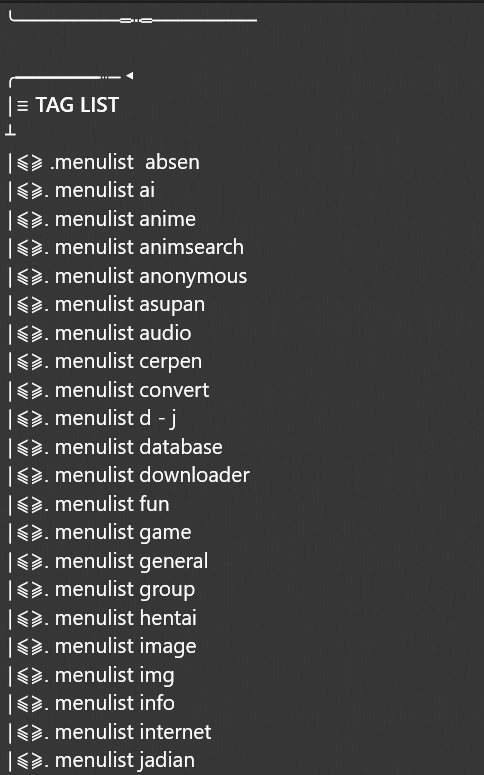 ≡ TAG LIST
|⫹⫺ .menulist  absen
|⫹⫺. menulist ai
|⫹⫺. menulist anime
|⫹⫺. menulist animsearch
|⫹⫺. menulist anonymous
|⫹⫺. menulist asupan
|⫹⫺. menulist audio
|⫹⫺. menulist cerpen
|⫹⫺. menulist convert
|⫹⫺. menulist d - j
|⫹⫺. menulist database
|⫹⫺. menulist downloader
|⫹⫺. menulist fun
|⫹⫺. menulist game
|⫹⫺. menulist general
|⫹⫺. menulist group
|⫹⫺. menulist hentai
|⫹⫺. menulist image
|⫹⫺. menulist img
|⫹⫺. menulist info
|⫹⫺. menulist internet
|⫹⫺. menulist jadian